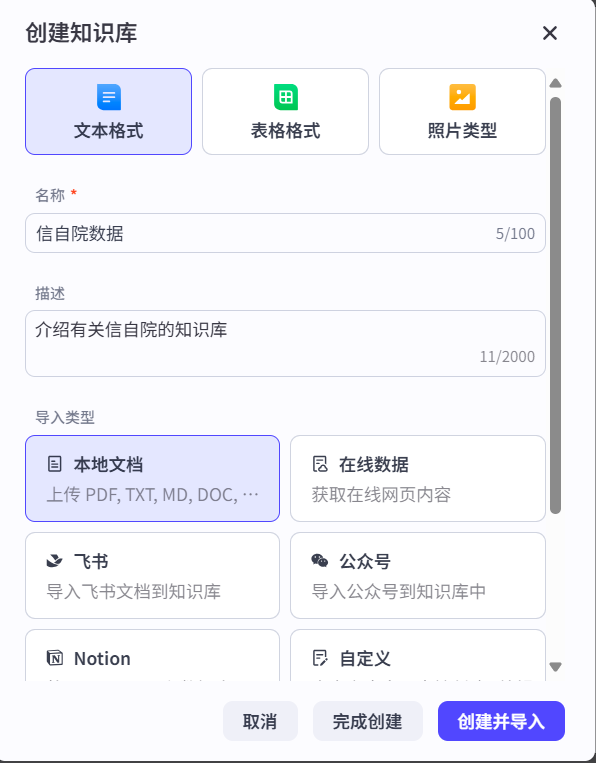 创建知识库
文本格式
表格格式
照片类型
名称 *
信自院数据
5/100
描述
介绍有关信自院的知识库
11/2000
导入类型
本地文档
上传 PDF, TXT, MD, DOC, ···
在线数据
获取在线网页内容
飞书
导入飞书文档到知识库
公众号
导入公众号到知识库中
Notion
自定义
取消
完成创建
创建并导入